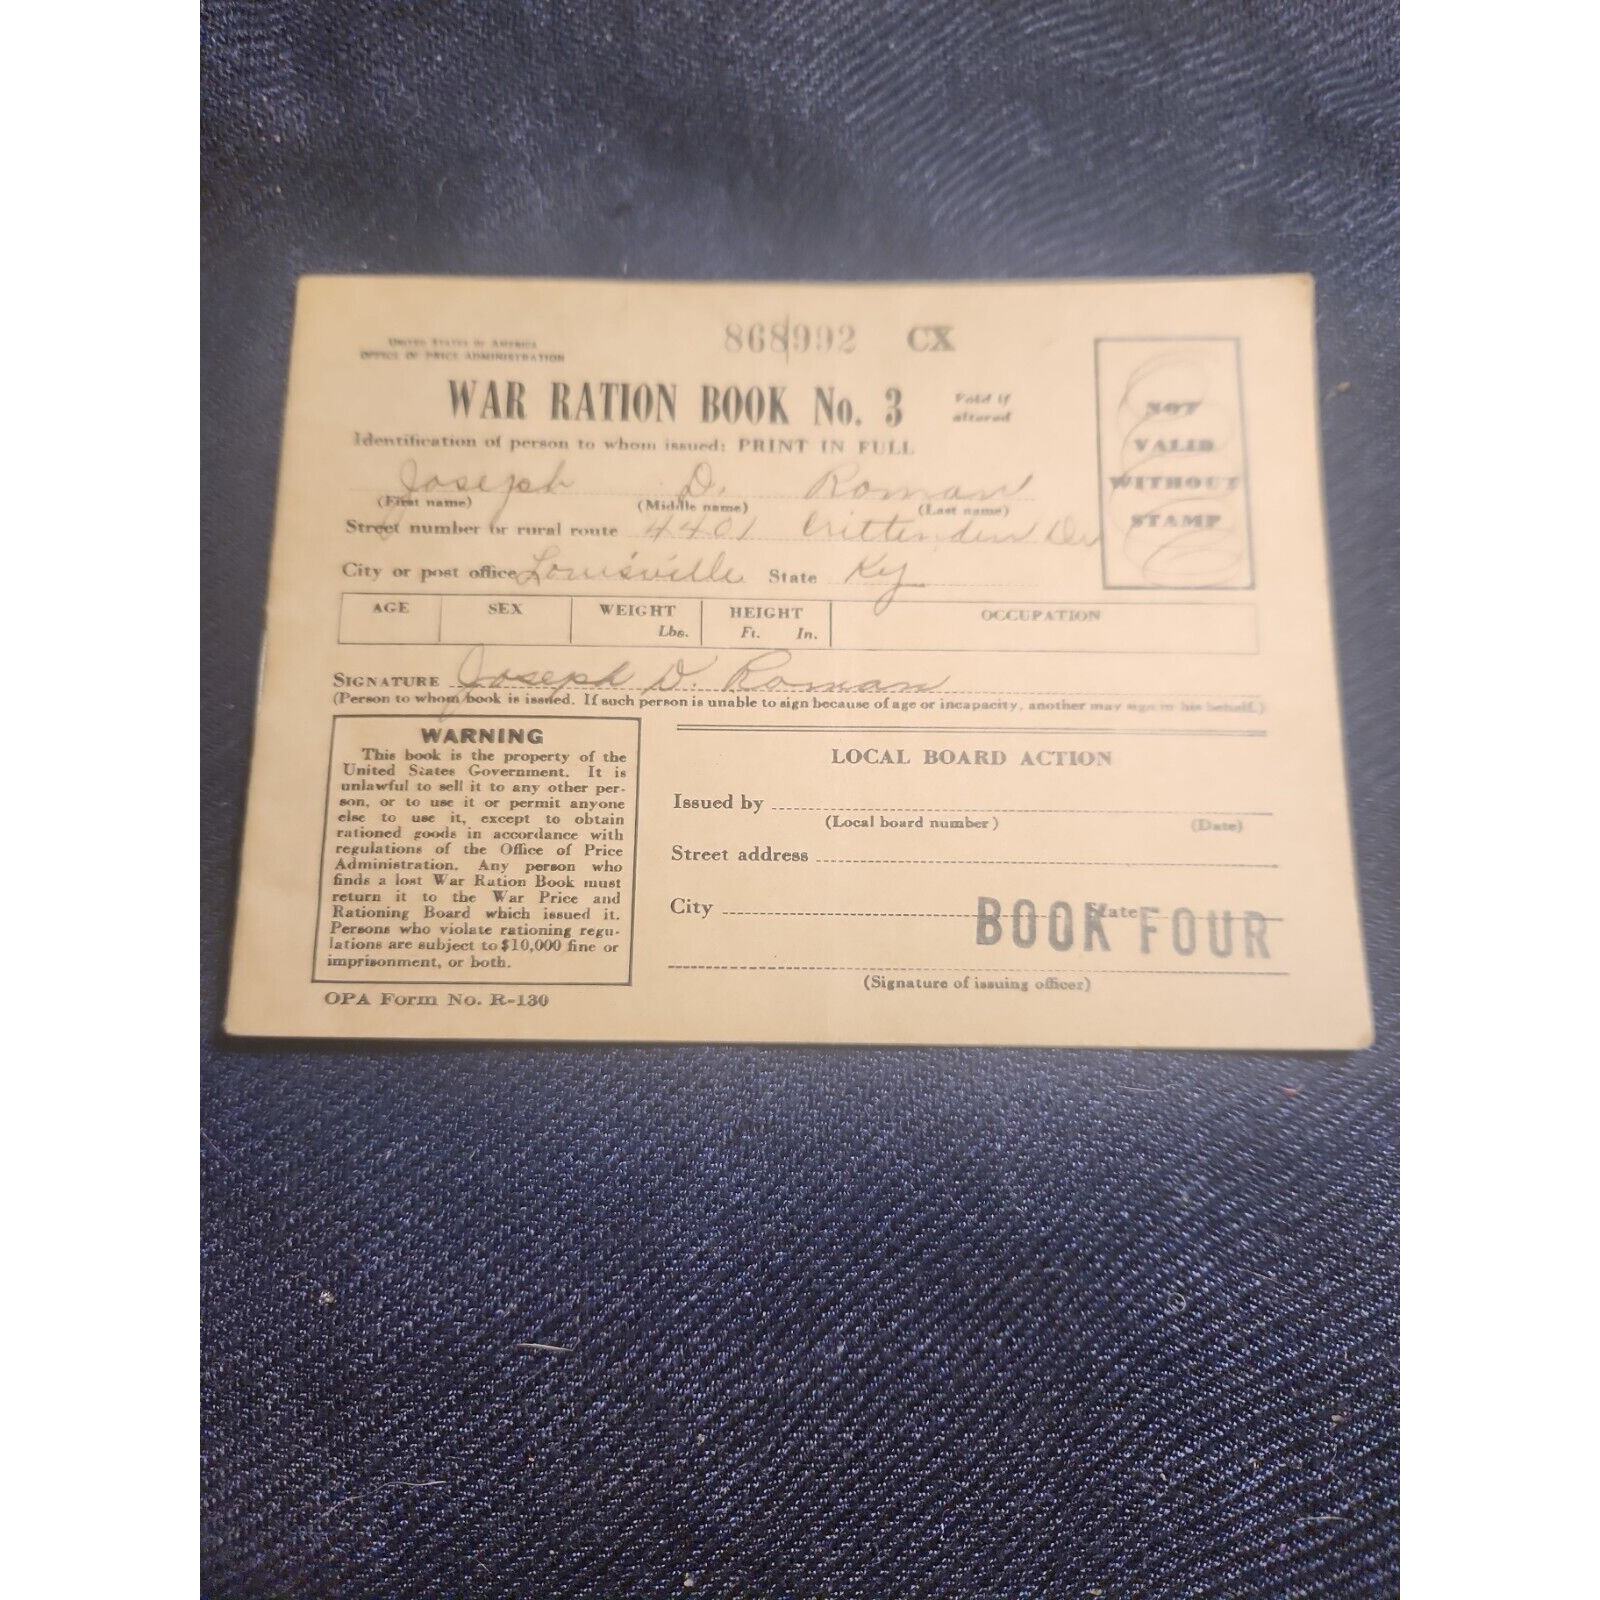 UNITED STATES OF AMERICA
OFFICE OF PRICE ADMINISTRATION
868992 CX
WAR RATION BOOK No. 3
Void if
altered
Identification of person to whom issued: PRINT IN FULL
Joseph D. Roman
(First name) (Middle name) (Last name)
Street number or rural route 4401 Crittenden Dr
City or post office Louisville State Ky
NOT
VALID
WITHOUT
STAMP
AGE SEX WEIGHT HEIGHT OCCUPATION
Lbs. Ft. In.
SIGNATURE Joseph D. Roman
(Person to whom book is issued. If such person is unable to sign because of age or incapacity, another may sign in his behalf.)
WARNING
This book is the property of the
United States Government. It is
unlawful to sell it to any other per-
son, or to use it or permit anyone
else to use it, except to obtain
rationed goods in accordance with
regulations of the Office of Price
Administration. Any person who
finds a lost War Ration Book must
return it to the War Price and
Rationing Board which issued it.
Persons who violate rationing regu-
lations are subject to $10,000 fine or
imprisonment, or both.
OPA Form No. R-130
LOCAL BOARD ACTION
Issued by
(Local board number) (Date)
Street address
City State
BOOK FOUR
(Signature of issuing officer)